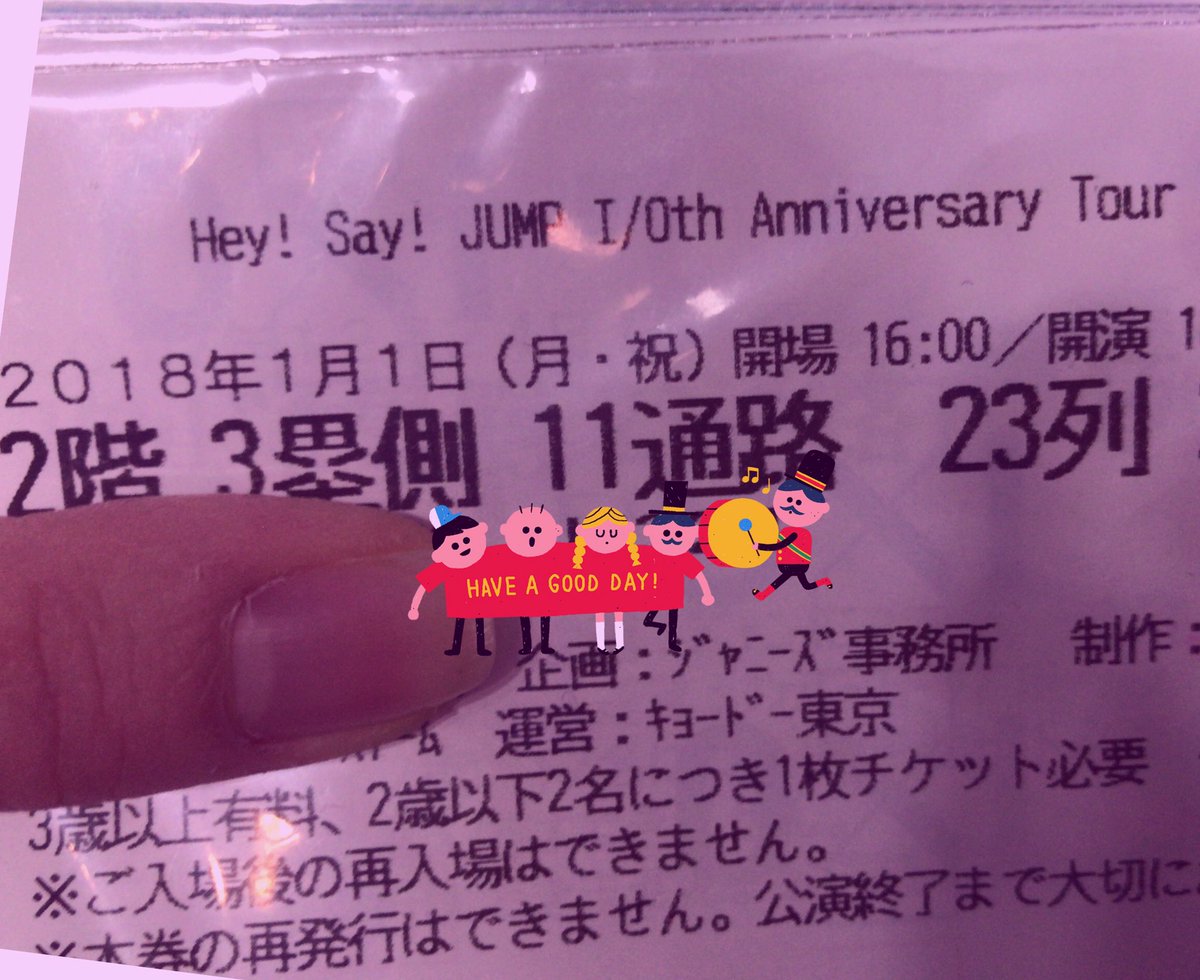 Hey! Say! JUMP I/Oth Anniversary Tour
2018年1月1日(月・祝)開場 16:00/開演 1
2階 3塁側 11通路 23列
HAVE A GOOD DAY!
企画:ジャニーズ事務所 制作:
運営:キョードー東京
3歳以上有料、2歳以下2名につき1枚チケット必要
※ご入場後の再入場はできません。
※本券の再発行はできません。公演終了まで大切に